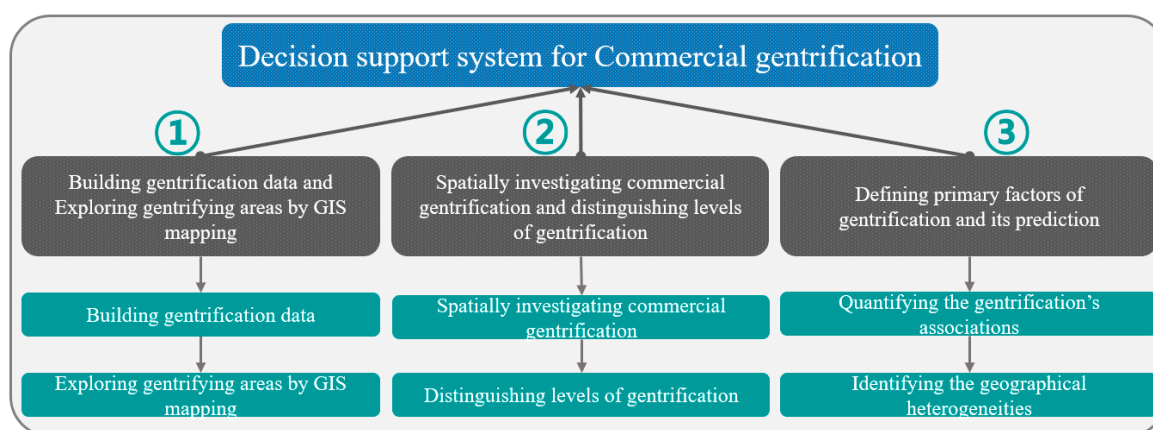 Decision support system for Commercial gentrification
①
②
③
Building gentrification data and
Exploring gentrifying areas by GIS
mapping
Spatially investigating commercial
gentrification and distinguishing levels
of gentrification
Defining primary factors of
gentrification and its prediction
Building gentrification data
Spatially investigating commercial
gentrification
Quantifying the gentrification's
associations
Exploring gentrifying areas by GIS
mapping
Distinguishing levels of gentrification
Identifying the geographical
heterogeneities